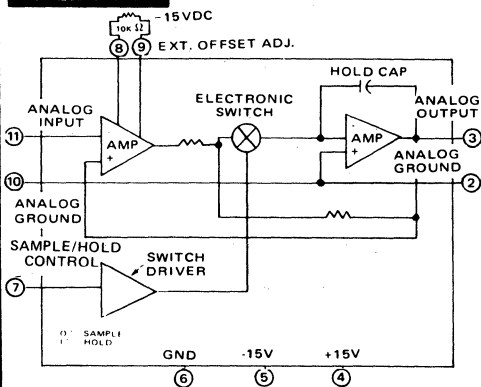 -15VDC
10K Ω
8 9 EXT. OFFSET ADJ.
HOLD CAP
ELECTRONIC
SWITCH
ANALOG
INPUT
ANALOG
OUTPUT
11
-
AMP
+
-
AMP
+
3
ANALOG
GROUND
10
2
ANALOG
GROUND
SAMPLE/HOLD
CONTROL
SWITCH
DRIVER
7
SAMPLE
HOLD
GND -15V +15V
6 5 4